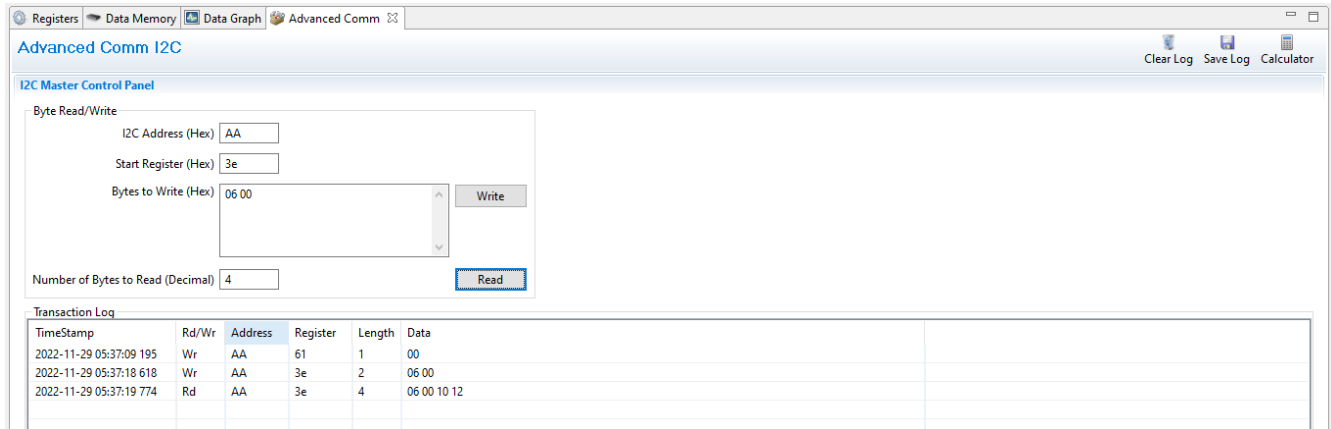 Registers Data Memory Data Graph Advanced Comm
Advanced Comm I2C
Clear Log Save Log Calculator
I2C Master Control Panel
Byte Read/Write
I2C Address (Hex) AA
Start Register (Hex) 3e
Bytes to Write (Hex) 06 00 Write
Number of Bytes to Read (Decimal) 4 Read
Transaction Log
TimeStamp Rd/Wr Address Register Length Data
2022-11-29 05:37:09 195 Wr AA 61 1 00
2022-11-29 05:37:18 618 Wr AA 3e 2 06 00
2022-11-29 05:37:19 774 Rd AA 3e 4 06 00 10 12